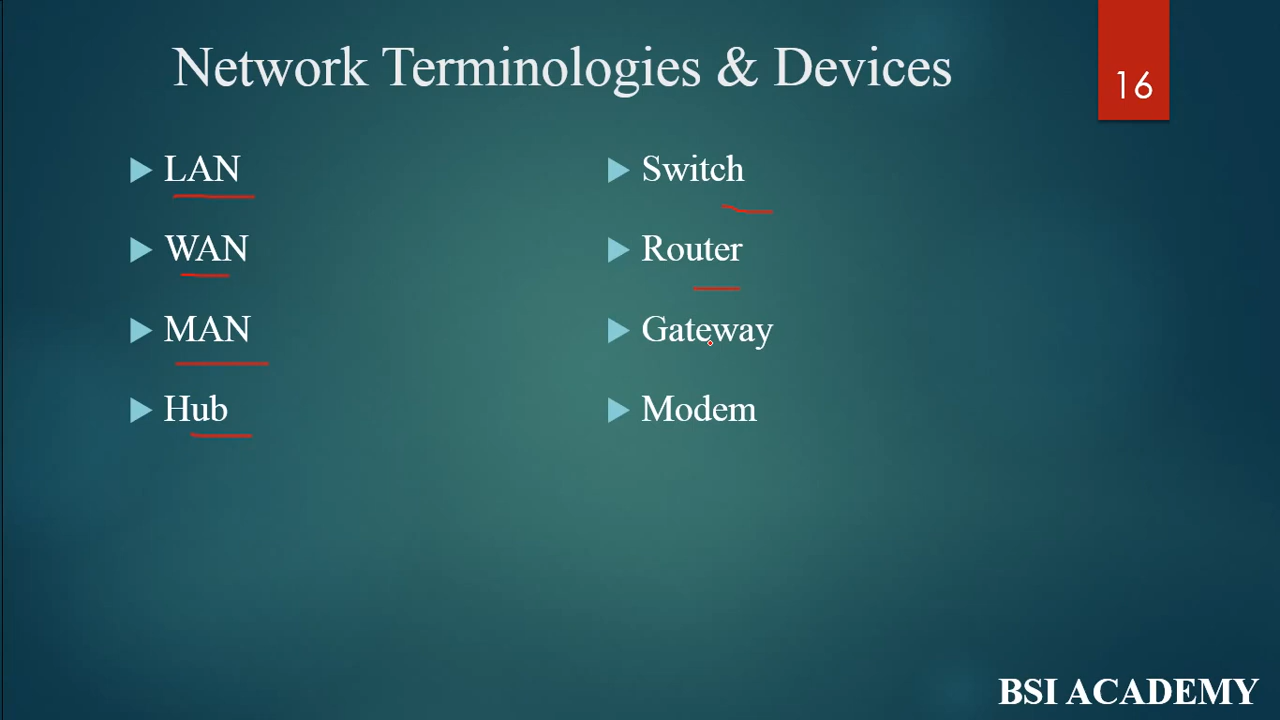 Network Terminologies & Devices
16
LAN
WAN
MAN
Hub
Switch
Router
Gateway
Modem
BSI ACADEMY